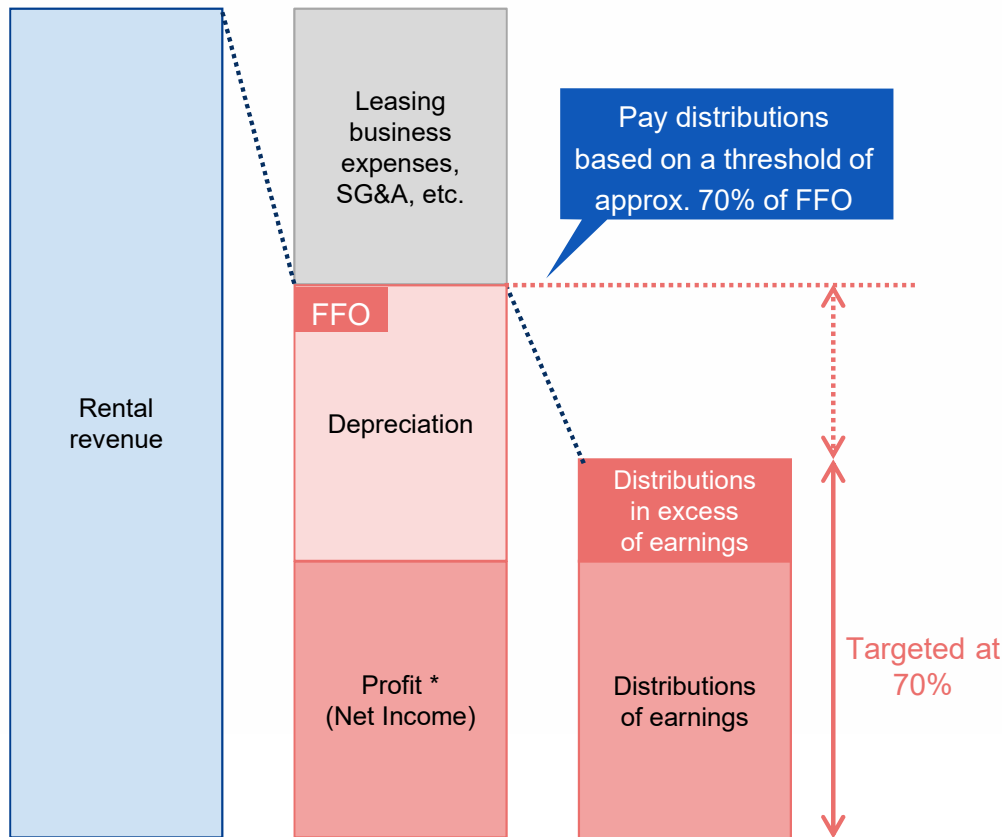 Leasing
business
expenses,
SG&A, etc.
Pay distributions
based on a threshold of
approx. 70% of FFO
FFO
Rental
revenue
Depreciation
Distributions
in excess
of earnings
Profit *
(Net Income)
Distributions
of earnings
Targeted at
70%